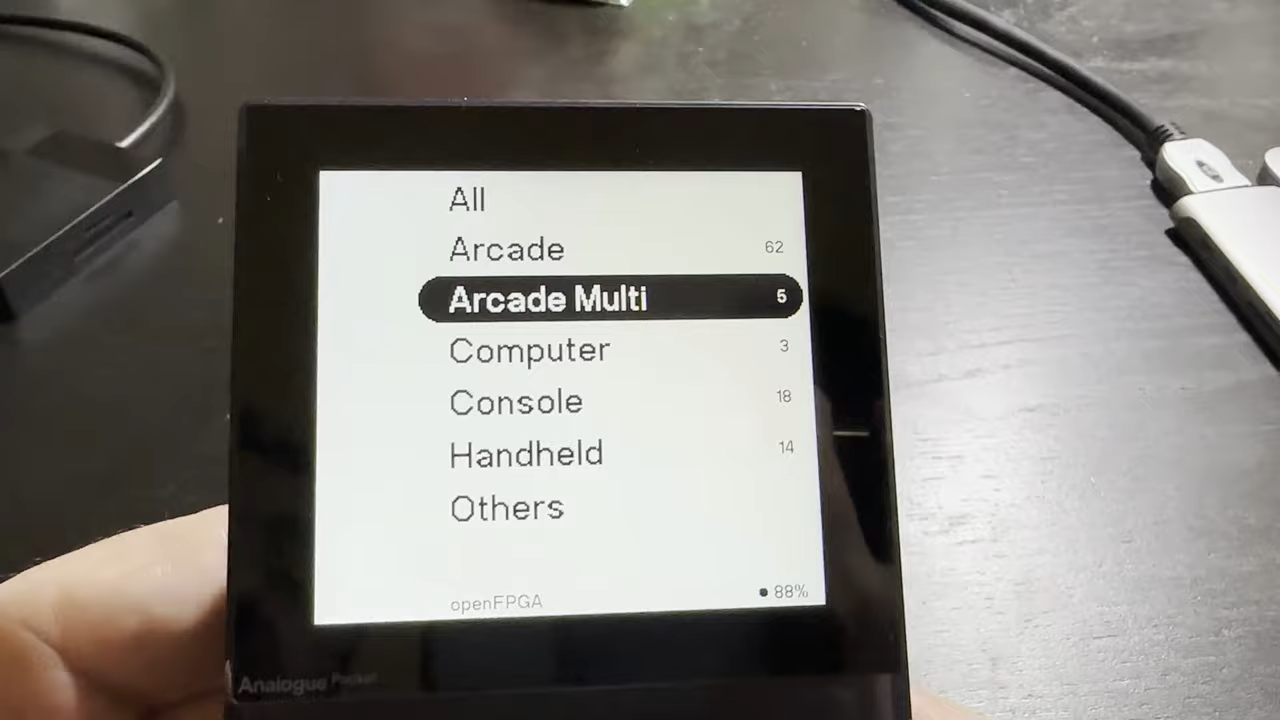 All
Arcade 62
Arcade Multi 5
Computer 3
Console 18
Handheld 14
Others
openFPGA 88%
Analogue Pocket